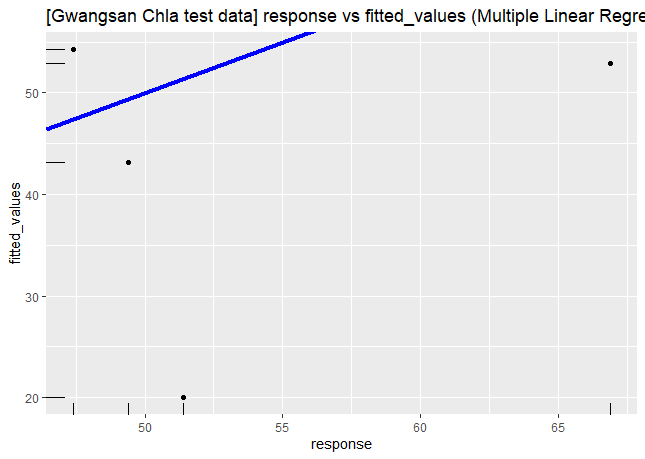 [Gwangsan Chla test data] response vs fitted_values (Multiple Linear Regre
fitted_values
50
40
30
20
50
55
60
65
response